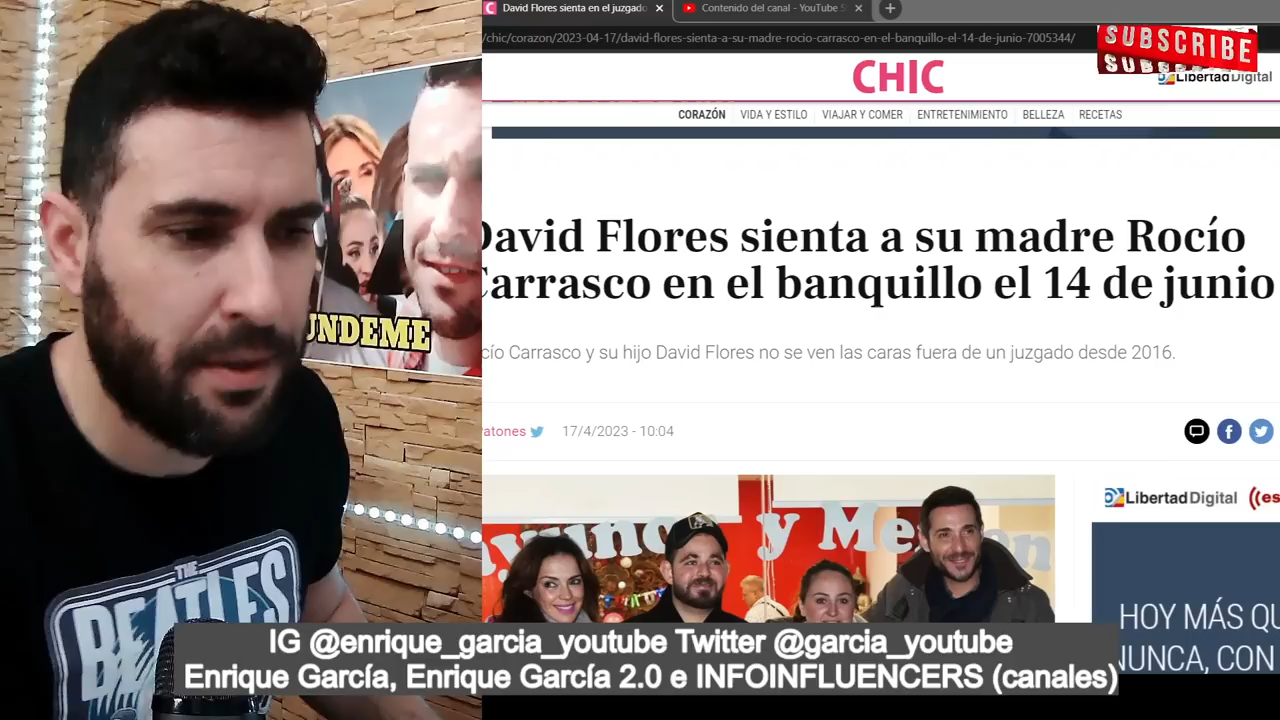 David Flores sienta en el juzgado
Contenido del canal - YouTube S
/chic/corazon/2023-04-17/david-flores-sienta-a-su-madre-rocio-carrasco-en-el-banquillo-el-14-de-junio-7005344/
SUBSCRIBE
CHIC
Libertad Digital
CORAZÓN VIDA Y ESTILO VIAJAR Y COMER ENTRETENIMIENTO BELLEZA RECETAS
David Flores sienta a su madre Rocío
Carrasco en el banquillo el 14 de junio
cío Carrasco y su hijo David Flores no se ven las caras fuera de un juzgado desde 2016.
UNDEME
atones 17/4/2023 - 10:04
Libertad Digital ((es
y Me on
THE
BEATLES
HOY MÁS QU
NUNCA, CON
IG @enrique_garcia_youtube Twitter @garcia_youtube
Enrique García, Enrique García 2.0 e INFOINFLUENCERS (canales)